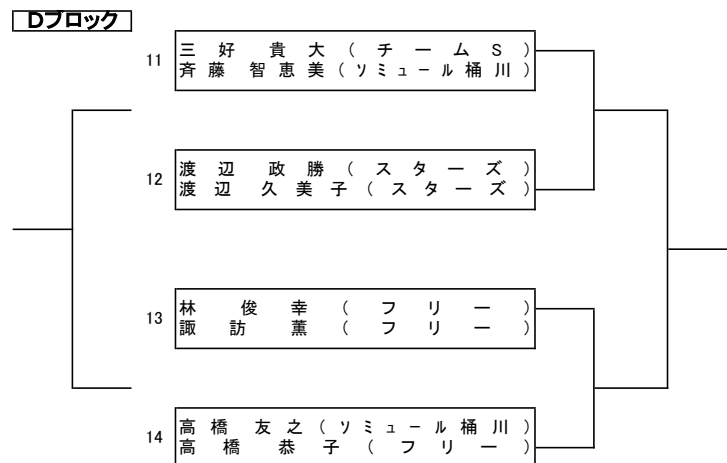 Dブロック
11
三好 貴大(チームS)
斉藤 智恵美(ソミュール桶川)
12
渡辺 政勝(スターズ)
渡辺 久美子(スターズ)
13
林 俊幸(フリー)
諏訪 薫(フリー)
14
高橋 友之(ソミュール桶川)
高橋 恭子(フリー)